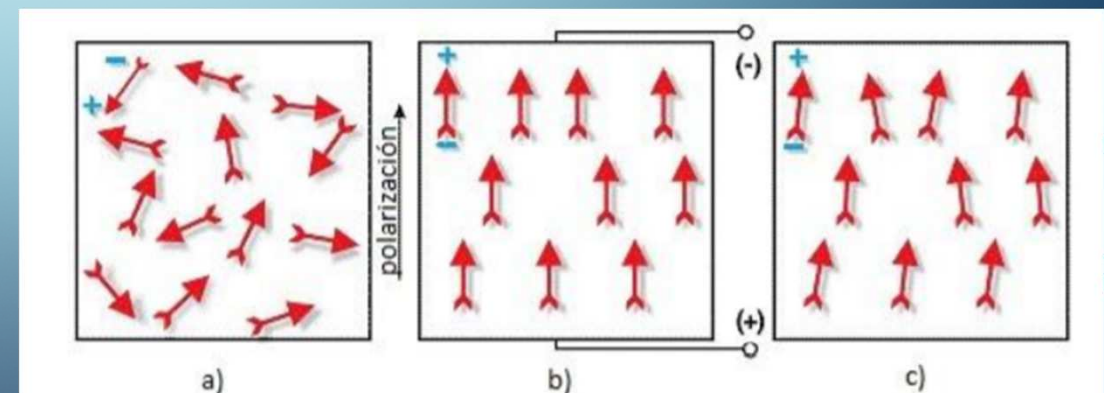 −
+
polarización
+
−
(-)
(+)
+
−
a)
b)
c)